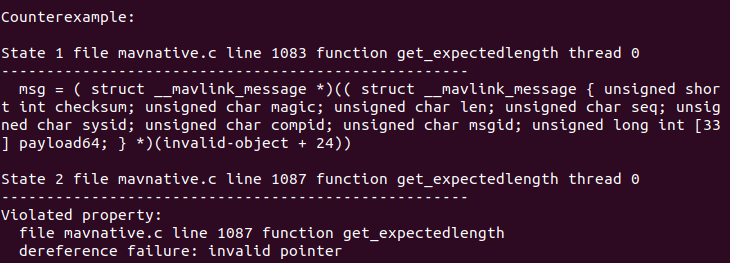 Counterexample:
State 1 file mavnative.c line 1083 function get_expectedlength thread 0
----------------------------------------------------
  msg = ( struct __mavlink_message *)(( struct __mavlink_message { unsigned shor
t int checksum; unsigned char magic; unsigned char len; unsigned char seq; unsig
ned char sysid; unsigned char compid; unsigned char msgid; unsigned long int [33
] payload64; } *)(invalid-object + 24))
State 2 file mavnative.c line 1087 function get_expectedlength thread 0
----------------------------------------------------
Violated property:
  file mavnative.c line 1087 function get_expectedlength
  dereference failure: invalid pointer